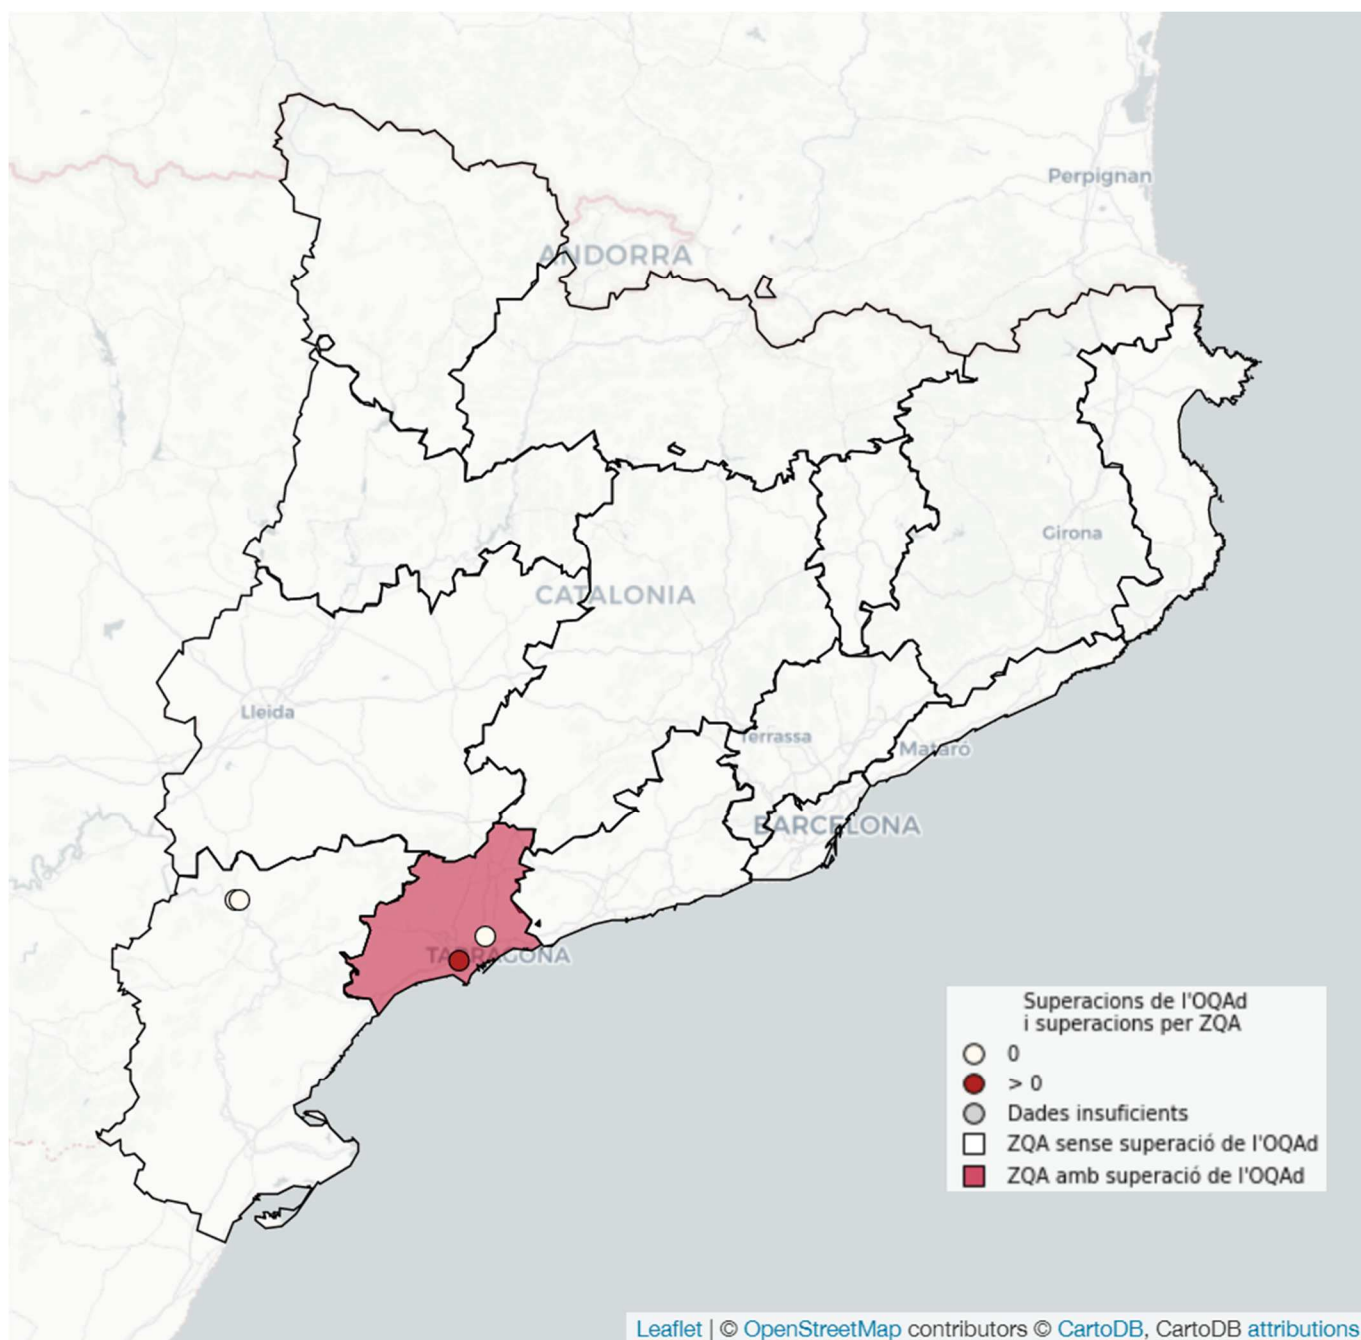 Perpignan
ANDORRA
Girona
CATALONIA
Lleida
Terrassa
Mataró
BARCELONA
TARRAGONA
Superacions de l'OQAd
i superacions per ZQA
0
> 0
Dades insuficients
ZQA sense superació de l'OQAd
ZQA amb superació de l'OQAd
Leaflet | © OpenStreetMap contributors © CartoDB, CartoDB attributions